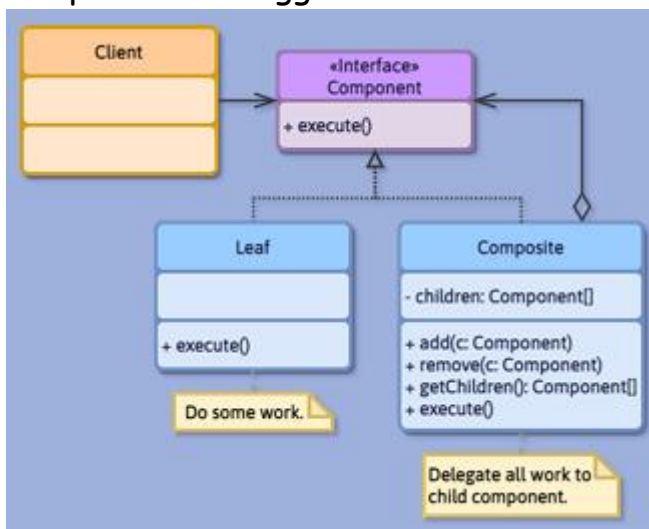 Client
«Interface»
Component
+ execute()
Leaf
+ execute()
Do some work.
Composite
- children: Component[]
+ add(c: Component)
+ remove(c: Component)
+ getChildren(): Component[]
+ execute()
Delegate all work to
child component.